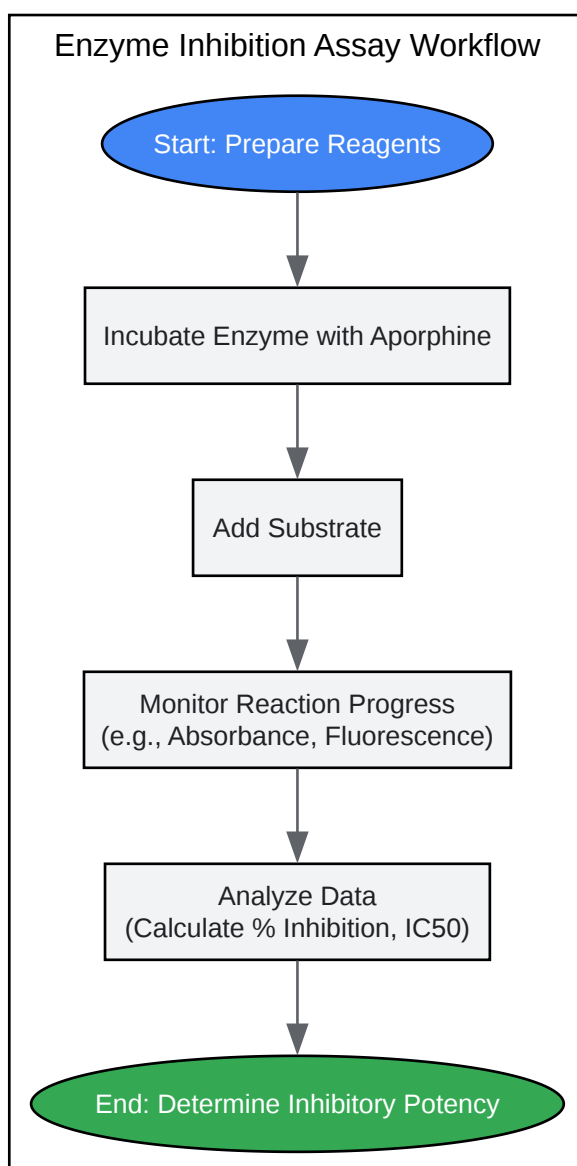 Enzyme Inhibition Assay Workflow
Start: Prepare Reagents
Incubate Enzyme with Aporphine
Add Substrate
Monitor Reaction Progress
(e.g., Absorbance, Fluorescence)
Analyze Data
(Calculate % Inhibition, IC50)
End: Determine Inhibitory Potency